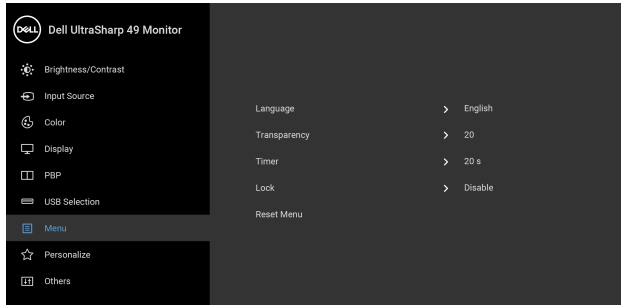 DELL Dell UltraSharp 49 Monitor
Brightness/Contrast
Input Source
Color
Display
PBP
USB Selection
Menu
Personalize
Others
Language > English
Transparency > 20
Timer > 20 s
Lock > Disable
Reset Menu